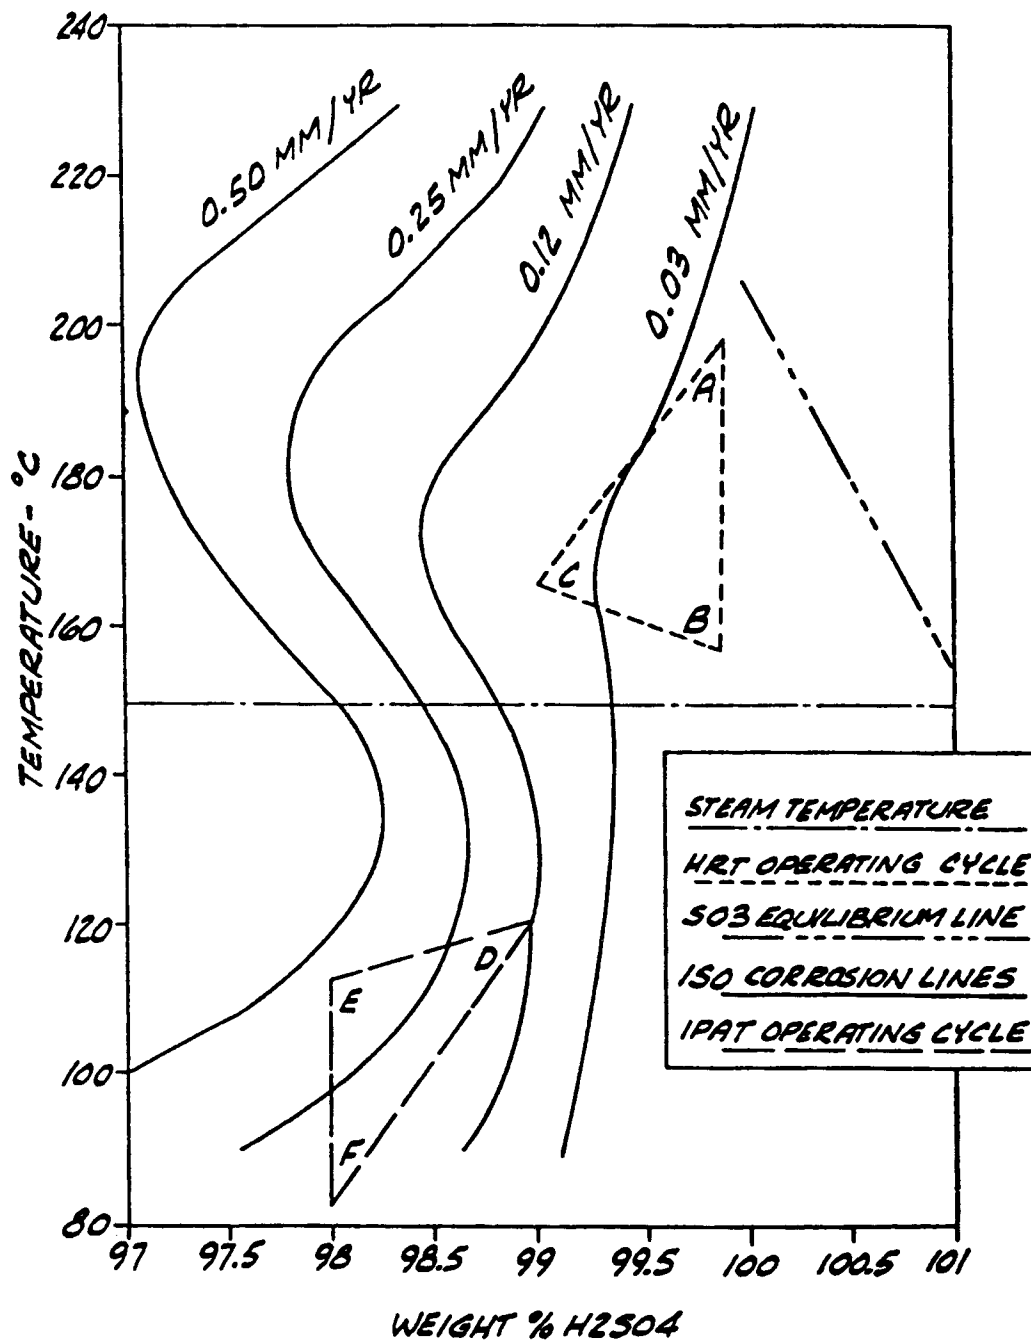 240
220
200
180
160
140
120
100
80
TEMPERATURE - °C
0.50 MM/YR
0.25 MM/YR
0.12 MM/YR
0.03 MM/YR
A
B
C
D
E
F
STEAM TEMPERATURE
HRT OPERATING CYCLE
SO3 EQUILIBRIUM LINE
ISO CORROSION LINES
IPAT OPERATING CYCLE
97 97.5 98 98.5 99 99.5 100 100.5 101
WEIGHT % H2SO4